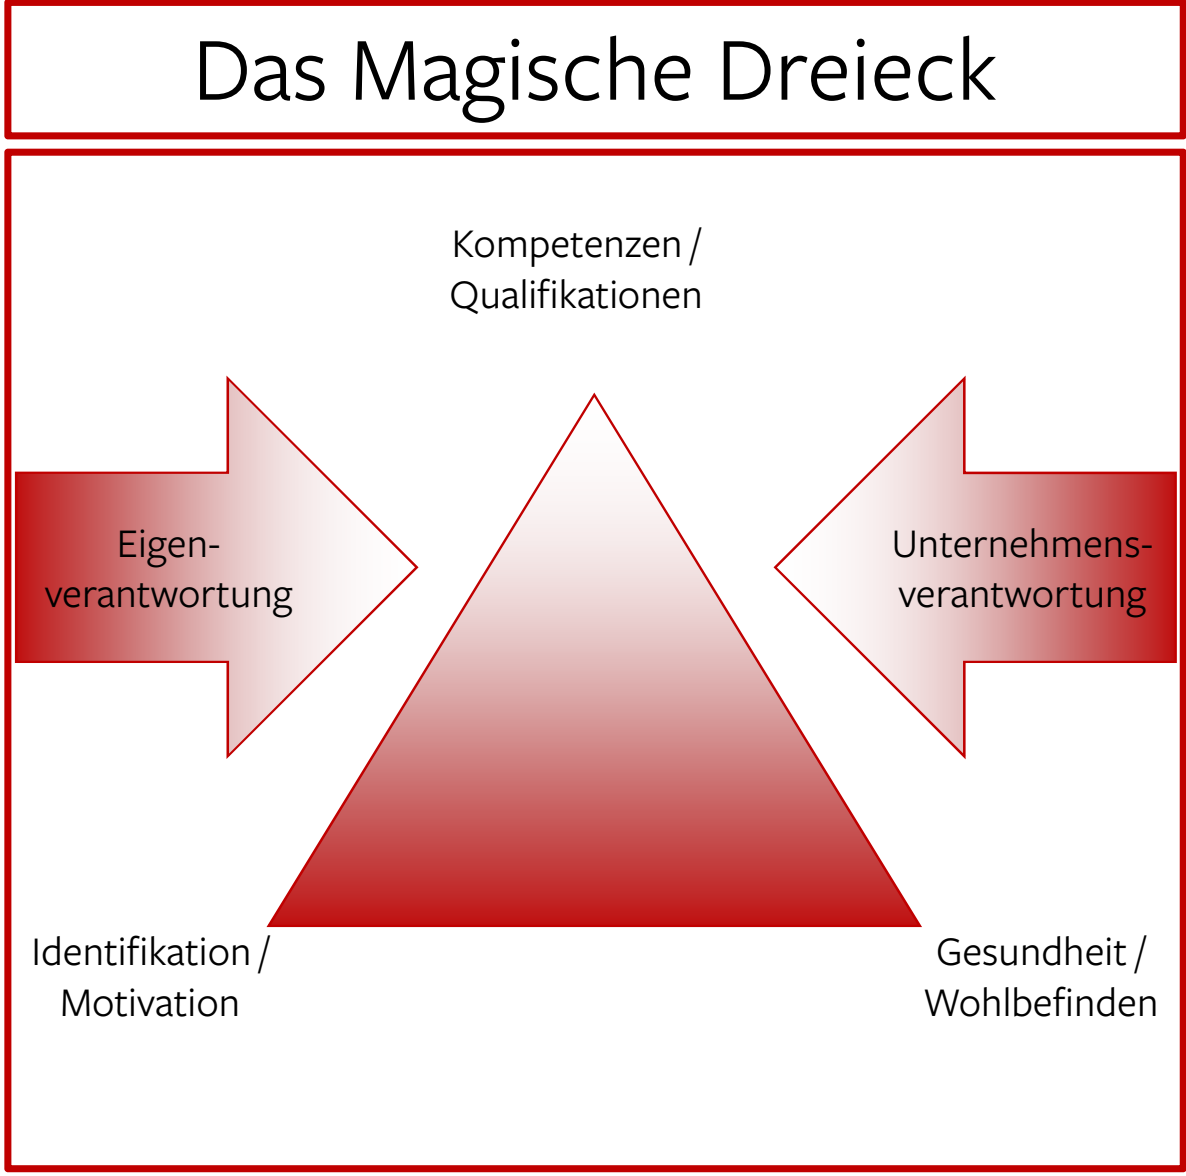 Das Magische Dreieck
Kompetenzen /
Qualifikationen
Eigen-
verantwortung
Unternehmens-
verantwortung
Identifikation /
Motivation
Gesundheit /
Wohlbefinden